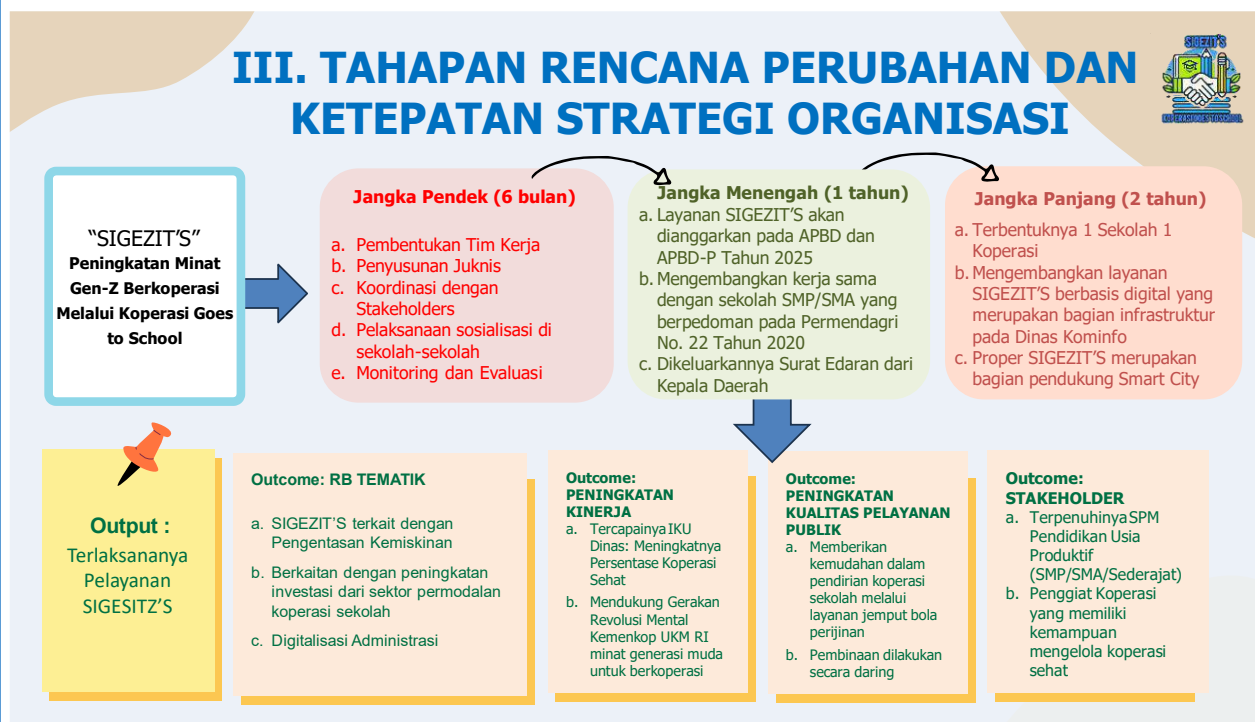 III. TAHAPAN RENCANA PERUBAHAN DAN
KETEPATAN STRATEGI ORGANISASI
SIGEZIT'S
"SIGEZIT'S"
Peningkatan Minat
Gen-Z Berkoperasi
Melalui Koperasi Goes
to School
Jangka Pendek (6 bulan)
a. Pembentukan Tim Kerja
b. Penyusunan Juknis
c. Koordinasi dengan
Stakeholders
d. Pelaksanaan sosialisasi di
sekolah-sekolah
e. Monitoring dan Evaluasi
Jangka Menengah (1 tahun)
a. Layanan SIGEZIT'S akan
dianggarkan pada APBD dan
APBD-P Tahun 2025
b. Mengembangkan kerja sama
dengan sekolah SMP/SMA yang
berpedoman pada Permendagri
No. 22 Tahun 2020
c. Dikeluarkannya Surat Edaran dari
Kepala Daerah
Jangka Panjang (2 tahun)
a. Terbentuknya 1 Sekolah 1
Koperasi
b. Mengembangkan layanan
SIGEZIT'S berbasis digital yang
merupakan bagian infrastruktur
pada Dinas Kominfo
c. Proper SIGEZIT'S merupakan
bagian pendukung Smart City
Output :
Terlaksananya
Pelayanan
SIGESITZ'S
Outcome: RB TEMATIK
a. SIGEZIT'S terkait dengan
Pengentasan Kemiskinan
b. Berkaitan dengan peningkatan
investasi dari sektor permodalan
koperasi sekolah
c. Digitalisasi Administrasi
Outcome:
PENINGKATAN
KINERJA
a. Tercapainya IKU
Dinas: Meningkatnya
Persentase Koperasi
Sehat
b. Mendukung Gerakan
Revolusi Mental
Kemenkop UKM RI
minat generasi muda
untuk berkoperasi
Outcome:
PENINGKATAN
KUALITAS PELAYANAN
PUBLIK
a. Memberikan
kemudahan dalam
pendirian koperasi
sekolah melalui
layanan jemput bola
perijinan
b. Pembinaan dilakukan
secara daring
Outcome:
STAKEHOLDER
a. Terpenuhinya SPM
Pendidikan Usia
Produktif
(SMP/SMA/Sederajat)
b. Penggiat Koperasi
yang memiliki
kemampuan
mengelola koperasi
sehat